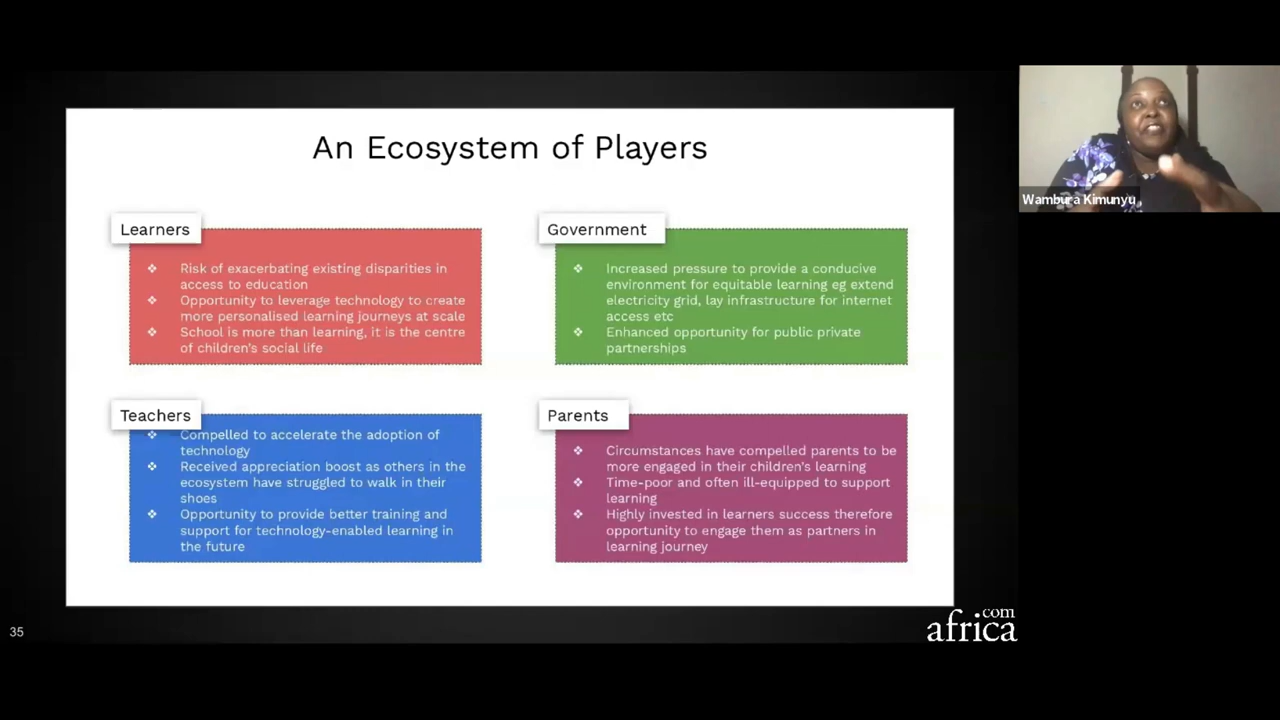 An Ecosystem of Players
Learners
❖ Risk of exacerbating existing disparities in
access to education
❖ Opportunity to leverage technology to create
more personalised learning journeys at scale
❖ School is more than learning, it is the centre
of children's social life
Government
❖ Increased pressure to provide a conducive
environment for equitable learning eg extend
electricity grid, lay infrastructure for internet
access etc
❖ Enhanced opportunity for public private
partnerships
Teachers
❖ Compelled to accelerate the adoption of
technology
❖ Received appreciation boost as others in the
ecosystem have struggled to walk in their
shoes
❖ Opportunity to provide better training and
support for technology-enabled learning in
the future
Parents
❖ Circumstances have compelled parents to be
more engaged in their children's learning
❖ Time-poor and often ill-equipped to support
learning
❖ Highly invested in learners success therefore
opportunity to engage them as partners in
learning journey
Wambura Kimunyu
35
com
africa